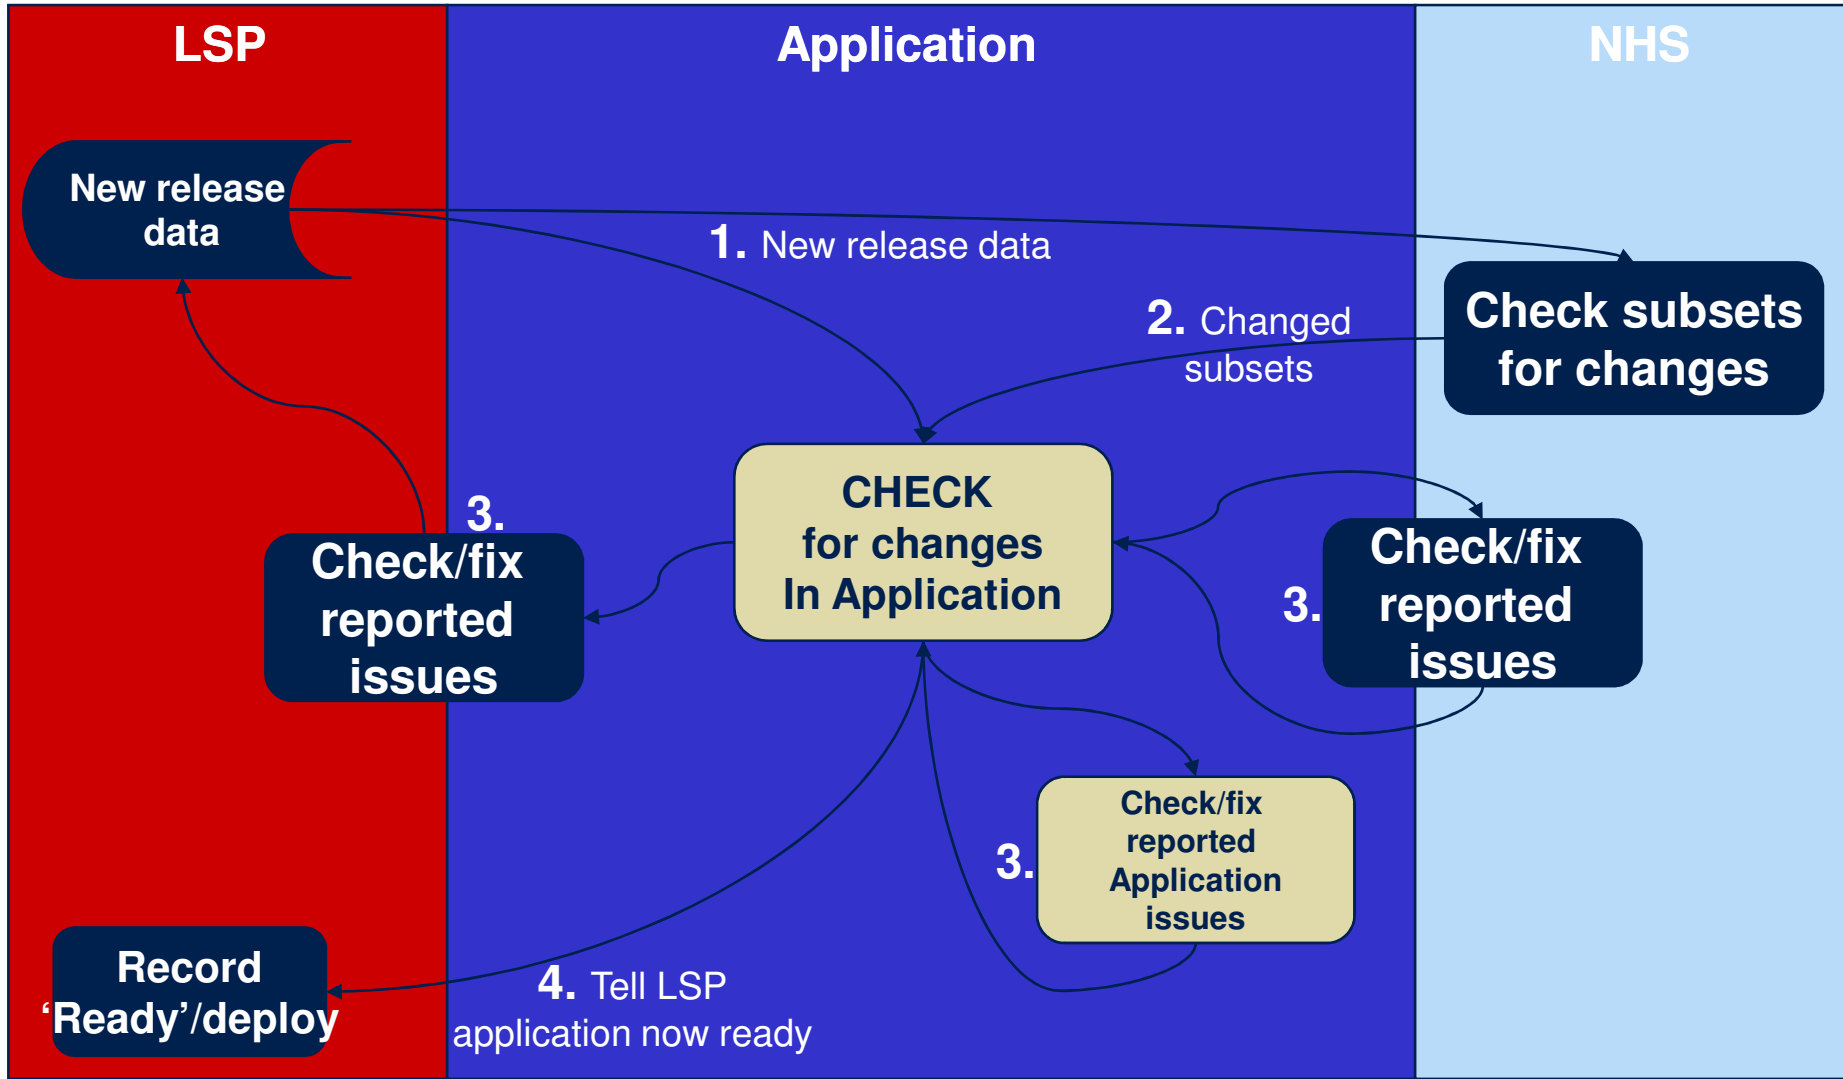 LSP
Application
NHS
New release
data
1. New release data
2. Changed
subsets
Check subsets
for changes
CHECK
for changes
In Application
3.
Check/fix
reported
issues
3.
Check/fix
reported
issues
3.
Check/fix
reported
Application
issues
Record
‘Ready’/deploy
4. Tell LSP
application now ready